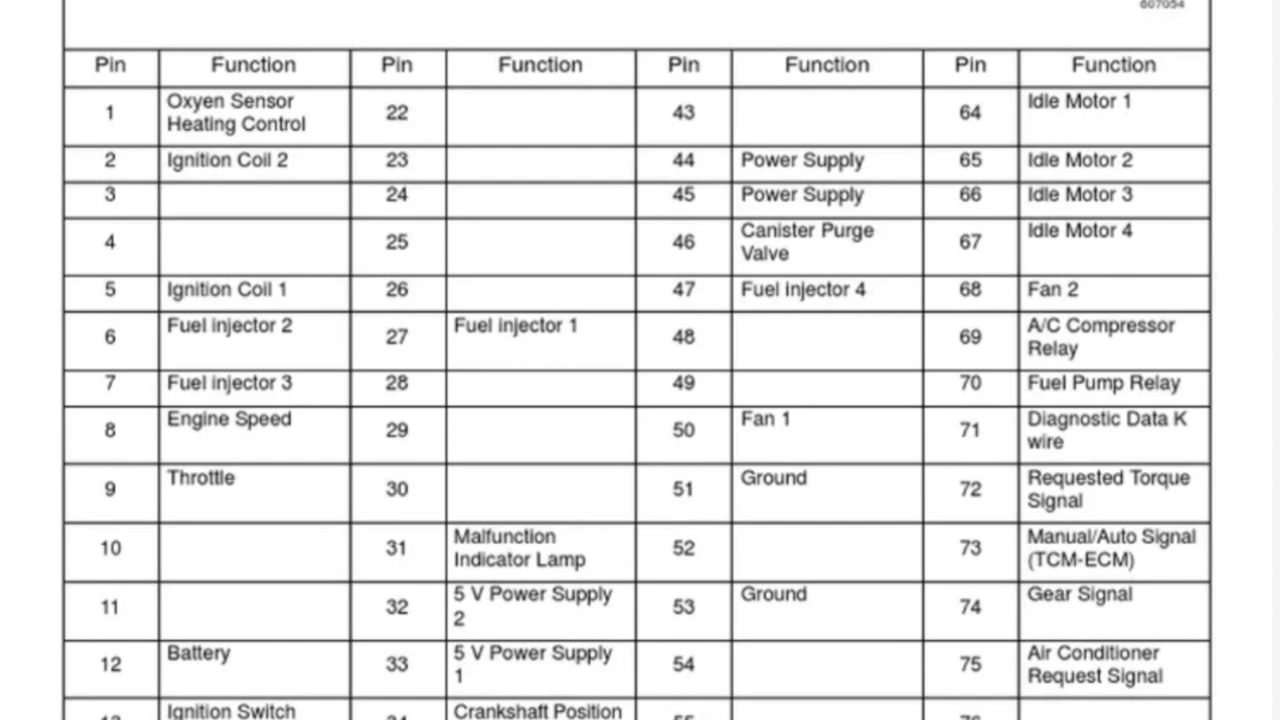 607054
Pin Function Pin Function Pin Function Pin Function
1 Oxyen Sensor Heating Control 22 43 64 Idle Motor 1
2 Ignition Coil 2 23 44 Power Supply 65 Idle Motor 2
3 24 45 Power Supply 66 Idle Motor 3
4 25 46 Canister Purge Valve 67 Idle Motor 4
5 Ignition Coil 1 26 47 Fuel injector 4 68 Fan 2
6 Fuel injector 2 27 Fuel injector 1 48 69 A/C Compressor Relay
7 Fuel injector 3 28 49 70 Fuel Pump Relay
8 Engine Speed 29 50 Fan 1 71 Diagnostic Data K wire
9 Throttle 30 51 Ground 72 Requested Torque Signal
10 31 Malfunction Indicator Lamp 52 73 Manual/Auto Signal (TCM-ECM)
11 32 5 V Power Supply 2 53 Ground 74 Gear Signal
12 Battery 33 5 V Power Supply 1 54 75 Air Conditioner Request Signal
Ignition Switch Crankshaft Position